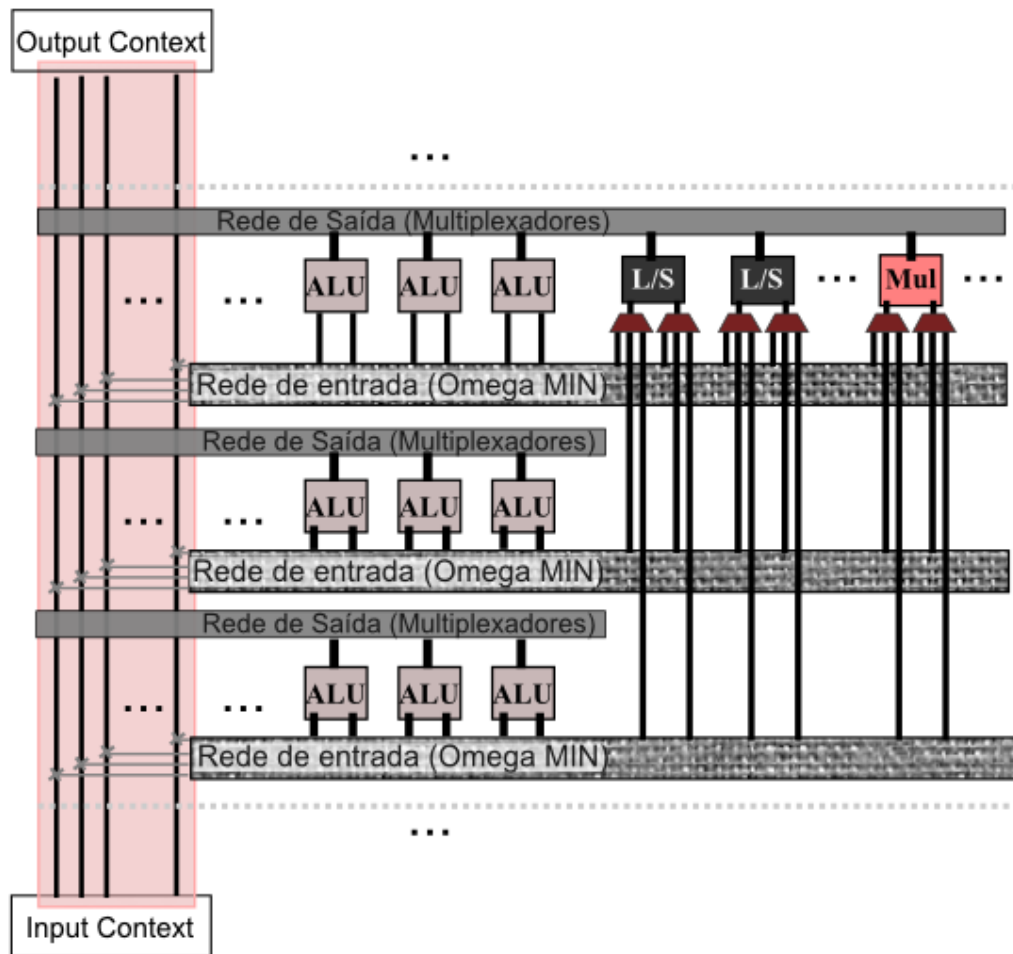 Output Context
...
Rede de Saída (Multiplexadores)
... ... ALU ALU ALU L/S L/S ... Mul ...
Rede de entrada (Omega MIN)
Rede de Saída (Multiplexadores)
... ... ALU ALU ALU
Rede de entrada (Omega MIN)
Rede de Saída (Multiplexadores)
... ... ALU ALU ALU
Rede de entrada (Omega MIN)
...
Input Context